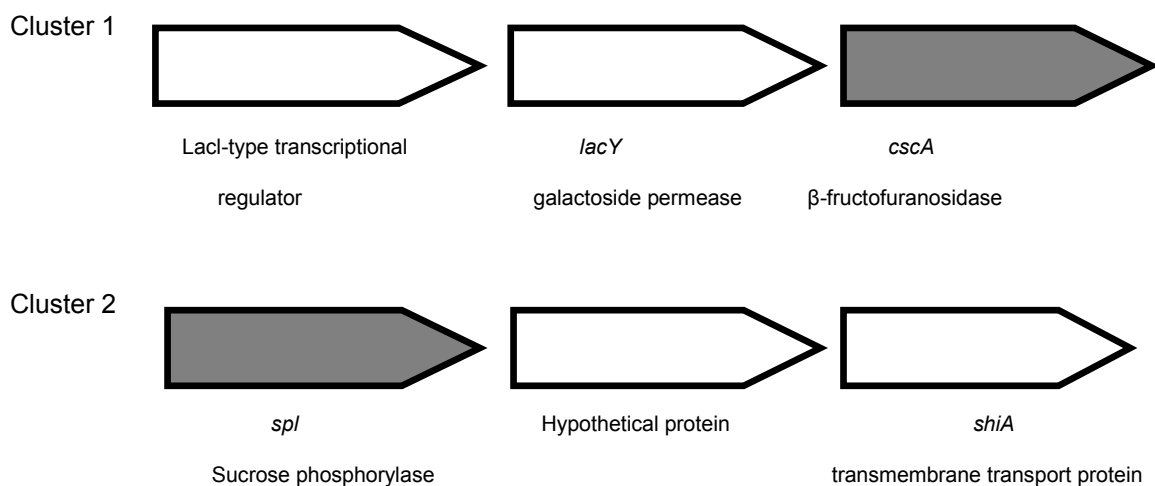 Cluster 1
LacI-type transcriptional
regulator
lacY
galactoside permease
cscA
β-fructofuranosidase
Cluster 2
spl
Sucrose phosphorylase
Hypothetical protein
shiA
transmembrane transport protein